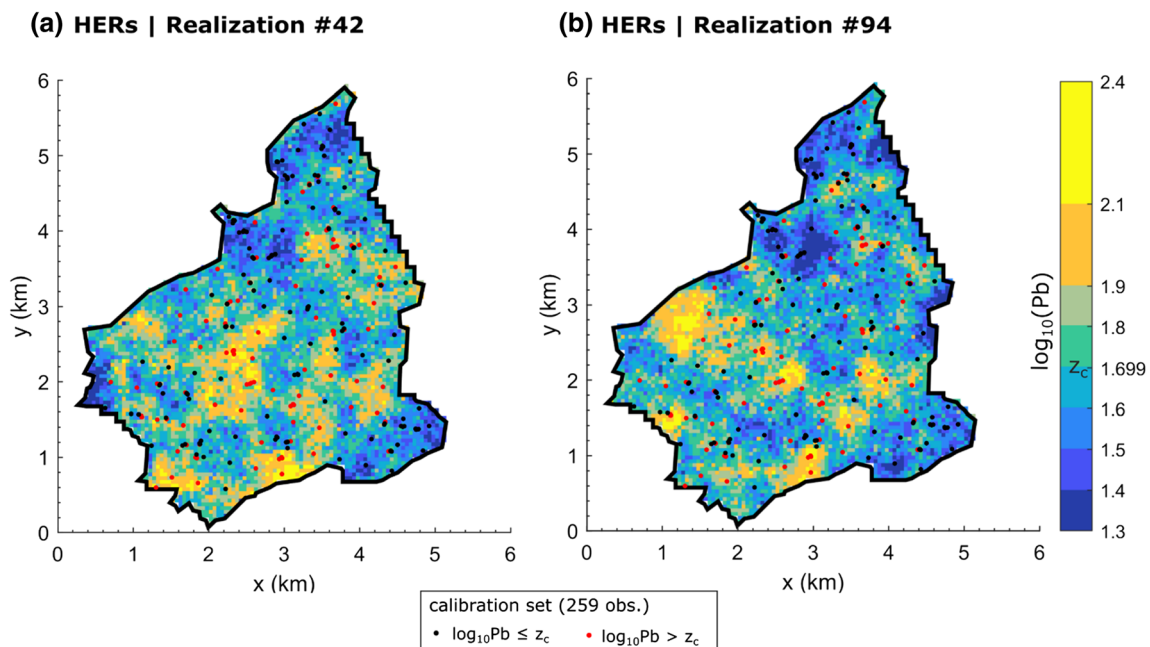 (a) HERs | Realization #42
(b) HERs | Realization #94
6
5
4
3
2
1
0
y (km)
0 1 2 3 4 5 6
x (km)
6
5
4
3
2
1
0
y (km)
0 1 2 3 4 5 6
x (km)
log₁₀(Pb)
2.4
2.1
1.9
1.8
z_c 1.699
1.6
1.5
1.4
1.3
calibration set (259 obs.)
log₁₀Pb ≤ z_c
log₁₀Pb > z_c